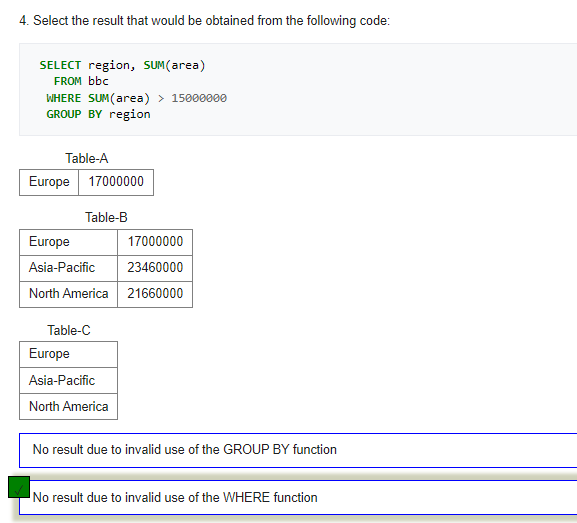 4. Select the result that would be obtained from the following code:
SELECT region, SUM(area)
FROM bbc
WHERE SUM(area) > 15000000
GROUP BY region
Table-A
Europe 17000000
Table-B
Europe 17000000
Asia-Pacific 23460000
North America 21660000
Table-C
Europe
Asia-Pacific
North America
No result due to invalid use of the GROUP BY function
No result due to invalid use of the WHERE function